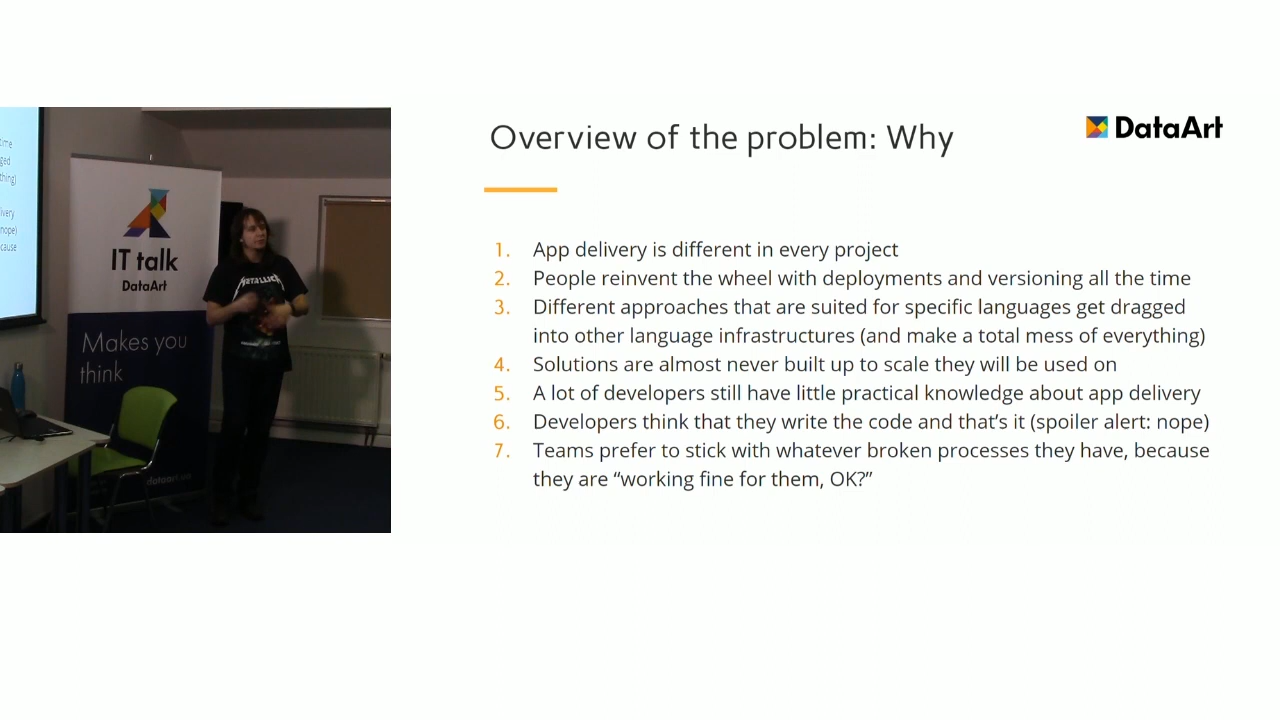 Overview of the problem: Why
DataArt
1. App delivery is different in every project
2. People reinvent the wheel with deployments and versioning all the time
3. Different approaches that are suited for specific languages get dragged
into other language infrastructures (and make a total mess of everything)
4. Solutions are almost never built up to scale they will be used on
5. A lot of developers still have little practical knowledge about app delivery
6. Developers think that they write the code and that's it (spoiler alert: nope)
7. Teams prefer to stick with whatever broken processes they have, because
they are “working fine for them, OK?”
IT talk
DataArt
Makes you
think
METALLICA
nope)
cause